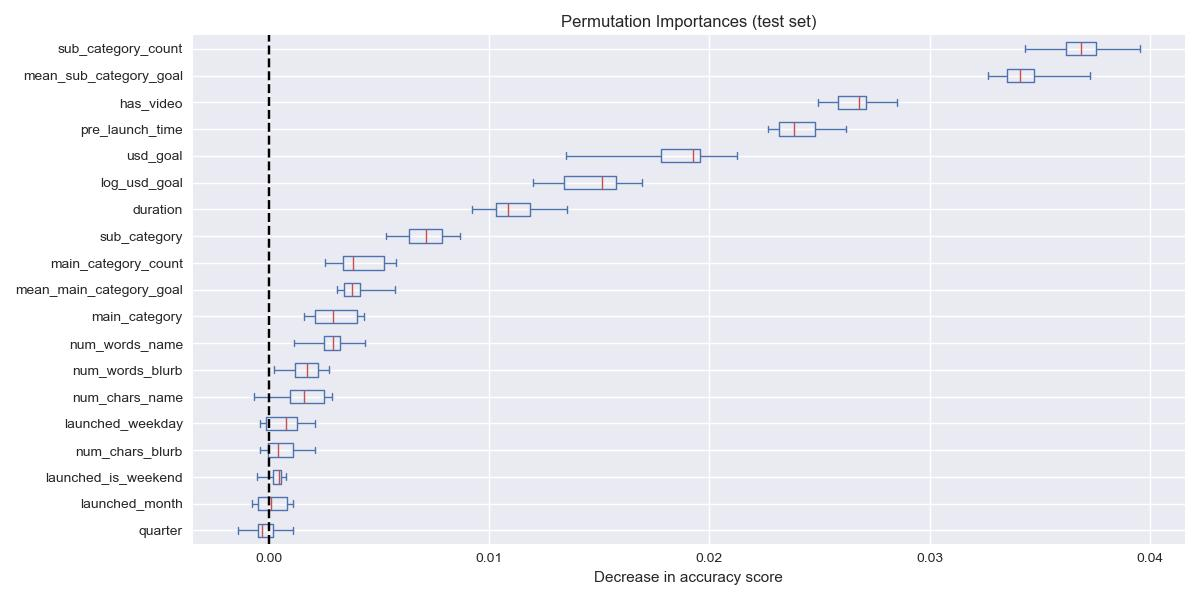 Permutation Importances (test set)
sub_category_count
mean_sub_category_goal
has_video
pre_launch_time
usd_goal
log_usd_goal
duration
sub_category
main_category_count
mean_main_category_goal
main_category
num_words_name
num_words_blurb
num_chars_name
launched_weekday
num_chars_blurb
launched_is_weekend
launched_month
quarter
0.00 0.01 0.02 0.03 0.04
Decrease in accuracy score